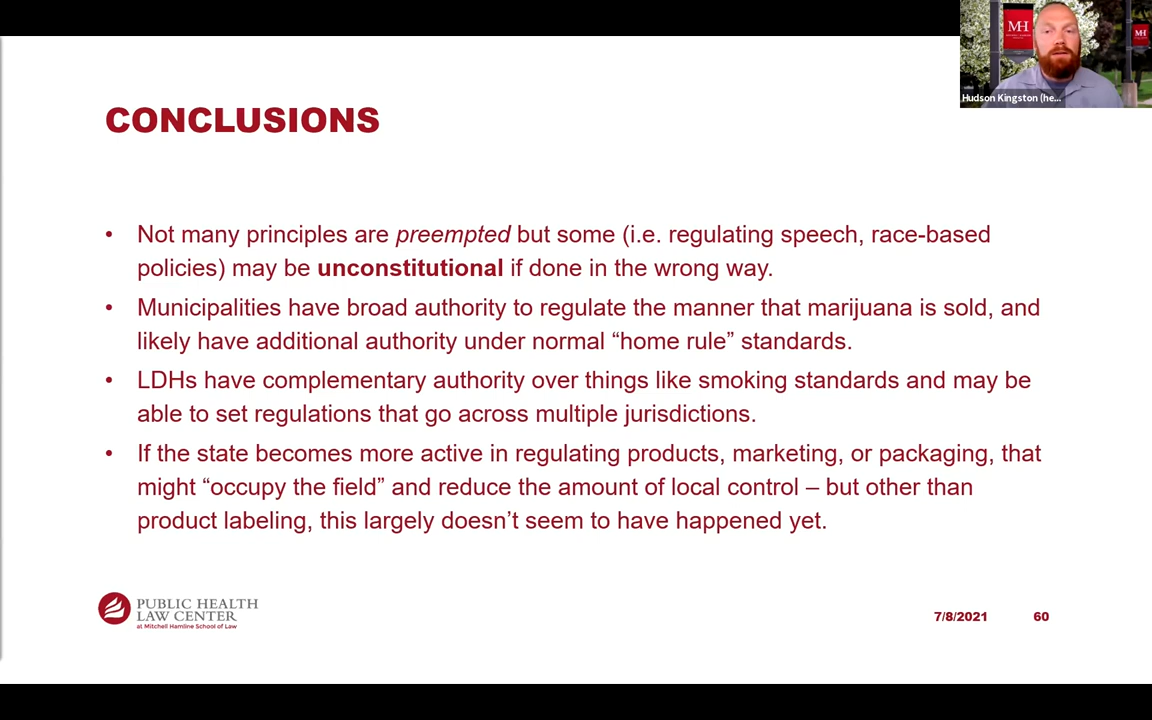 MH
MH
Hudson Kingston (he...
CONCLUSIONS
• Not many principles are preempted but some (i.e. regulating speech, race-based
policies) may be unconstitutional if done in the wrong way.
• Municipalities have broad authority to regulate the manner that marijuana is sold, and
likely have additional authority under normal “home rule” standards.
• LDHs have complementary authority over things like smoking standards and may be
able to set regulations that go across multiple jurisdictions.
• If the state becomes more active in regulating products, marketing, or packaging, that
might “occupy the field” and reduce the amount of local control – but other than
product labeling, this largely doesn’t seem to have happened yet.
PUBLIC HEALTH
LAW CENTER
at Mitchell Hamline School of Law
7/8/2021 60